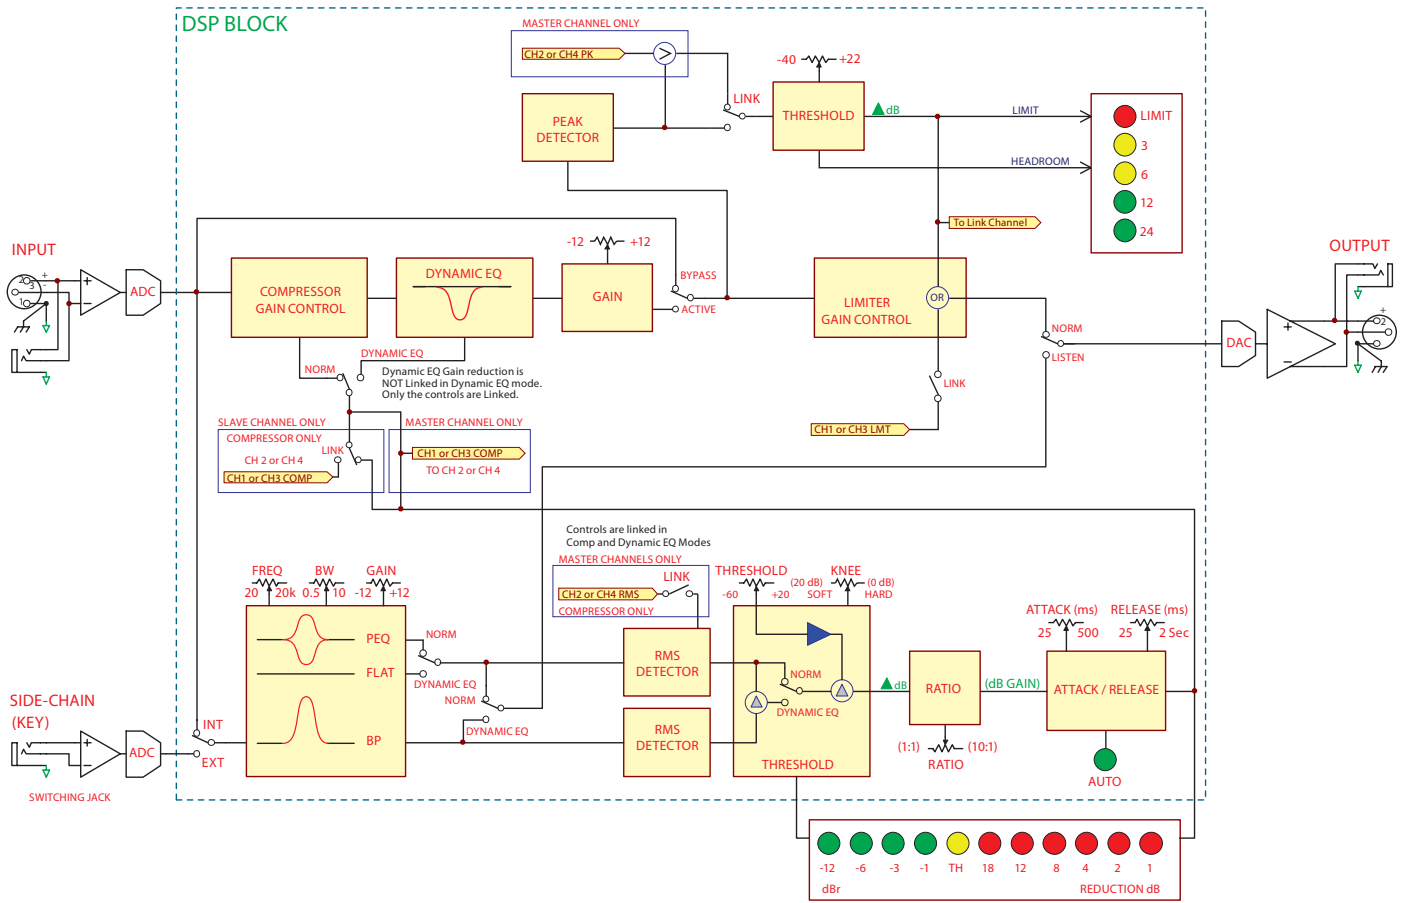 DSP BLOCK
MASTER CHANNEL ONLY
CH2 or CH4 PK
>
-40
+22
LINK
PEAK
DETECTOR
THRESHOLD
dB
LIMIT
HEADROOM
LIMIT
3
6
12
24
To Link Channel
INPUT
2
3
1
+
-
+
−
ADC
-12
+12
COMPRESSOR
GAIN CONTROL
DYNAMIC EQ
GAIN
BYPASS
ACTIVE
LIMITER
GAIN CONTROL
OR
NORM
LISTEN
OUTPUT
DAC
+
−
+
2
DYNAMIC EQ
NORM
Dynamic EQ Gain reduction is
NOT Linked in Dynamic EQ mode.
Only the controls are Linked.
LINK
CH1 or CH3 LMT
SLAVE CHANNEL ONLY
COMPRESSOR ONLY
LINK
CH 2 or CH 4
CH1 or CH3 COMP
MASTER CHANNEL ONLY
CH1 or CH3 COMP
TO CH 2 or CH 4
Controls are linked in
Comp and Dynamic EQ Modes
MASTER CHANNELS ONLY
LINK
CH2 or CH4 RMS
COMPRESSOR ONLY
FREQ
20
20k
BW
0.5
10
GAIN
-12
+12
PEQ
FLAT
BP
NORM
DYNAMIC EQ
NORM
DYNAMIC EQ
RMS
DETECTOR
RMS
DETECTOR
THRESHOLD
-60
+20
(20 dB)
SOFT
KNEE
(0 dB)
HARD
NORM
DYNAMIC EQ
THRESHOLD
dB
RATIO
(1:1)
(10:1)
RATIO
(dB GAIN)
ATTACK (ms)
25
500
RELEASE (ms)
25
2 Sec
ATTACK / RELEASE
AUTO
SIDE-CHAIN
(KEY)
+
−
ADC
INT
EXT
SWITCHING JACK
-12
-6
-3
-1
TH
18
12
8
4
2
1
dBr
REDUCTION dB